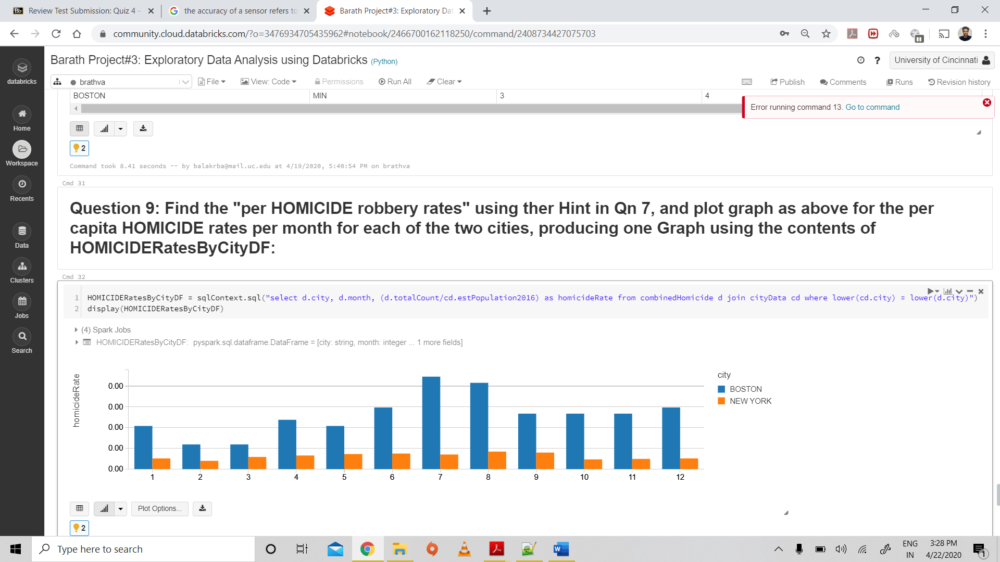 Review Test Submission: Quiz 4 –
the accuracy of a sensor refers to
Barath Project#3: Exploratory Dat
community.cloud.databricks.com/?o=3476934705435962#notebook/2466700162118250/command/2408734427075703
databricks
Home
Workspace
Recents
Data
Clusters
Jobs
Search
Barath Project#3: Exploratory Data Analysis using Databricks (Python)
? University of Cincinnati
brathva File View: Code Permissions Run All Clear Publish Comments Runs Revision history
BOSTON MIN 3 4
Error running command 13. Go to command
2
Command took 8.41 seconds -- by balakrba@mail.uc.edu at 4/19/2020, 5:40:54 PM on brathva
Cmd 31
Question 9: Find the "per HOMICIDE robbery rates" using ther Hint in Qn 7, and plot graph as above for the per
capita HOMICIDE rates per month for each of the two cities, producing one Graph using the contents of
HOMICIDERatesByCityDF:
Cmd 32
1 HOMICIDERatesByCityDF = sqlContext.sql("select d.city, d.month, (d.totalCount/cd.estPopulation2016) as homicideRate from combinedHomicide d join cityData cd where lower(cd.city) = lower(d.city)")
2 display(HOMICIDERatesByCityDF)
(4) Spark Jobs
HOMICIDERatesByCityDF: pyspark.sql.dataframe.DataFrame = [city: string, month: integer ... 1 more fields]
homicideRate
0.00
0.00
0.00
0.00
0.00
1 2 3 4 5 6 7 8 9 10 11 12
city
BOSTON
NEW YORK
Plot Options...
2
Type here to search
ENG
IN
3:28 PM
4/22/2020
1